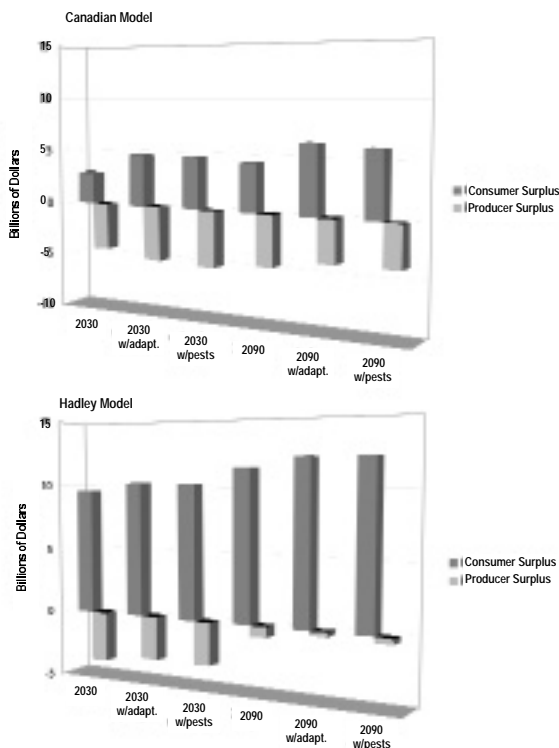 Canadian Model
15
10
5
0
-5
-10
Billions of Dollars
Consumer Surplus
Producer Surplus
2030
2030
w/adapt.
2030
w/pests
2090
2090
w/adapt.
2090
w/pests
Hadley Model
15
10
5
0
-5
Billions of Dollars
Consumer Surplus
Producer Surplus
2030
2030
w/adapt.
2030
w/pests
2090
2090
w/adapt.
2090
w/pests